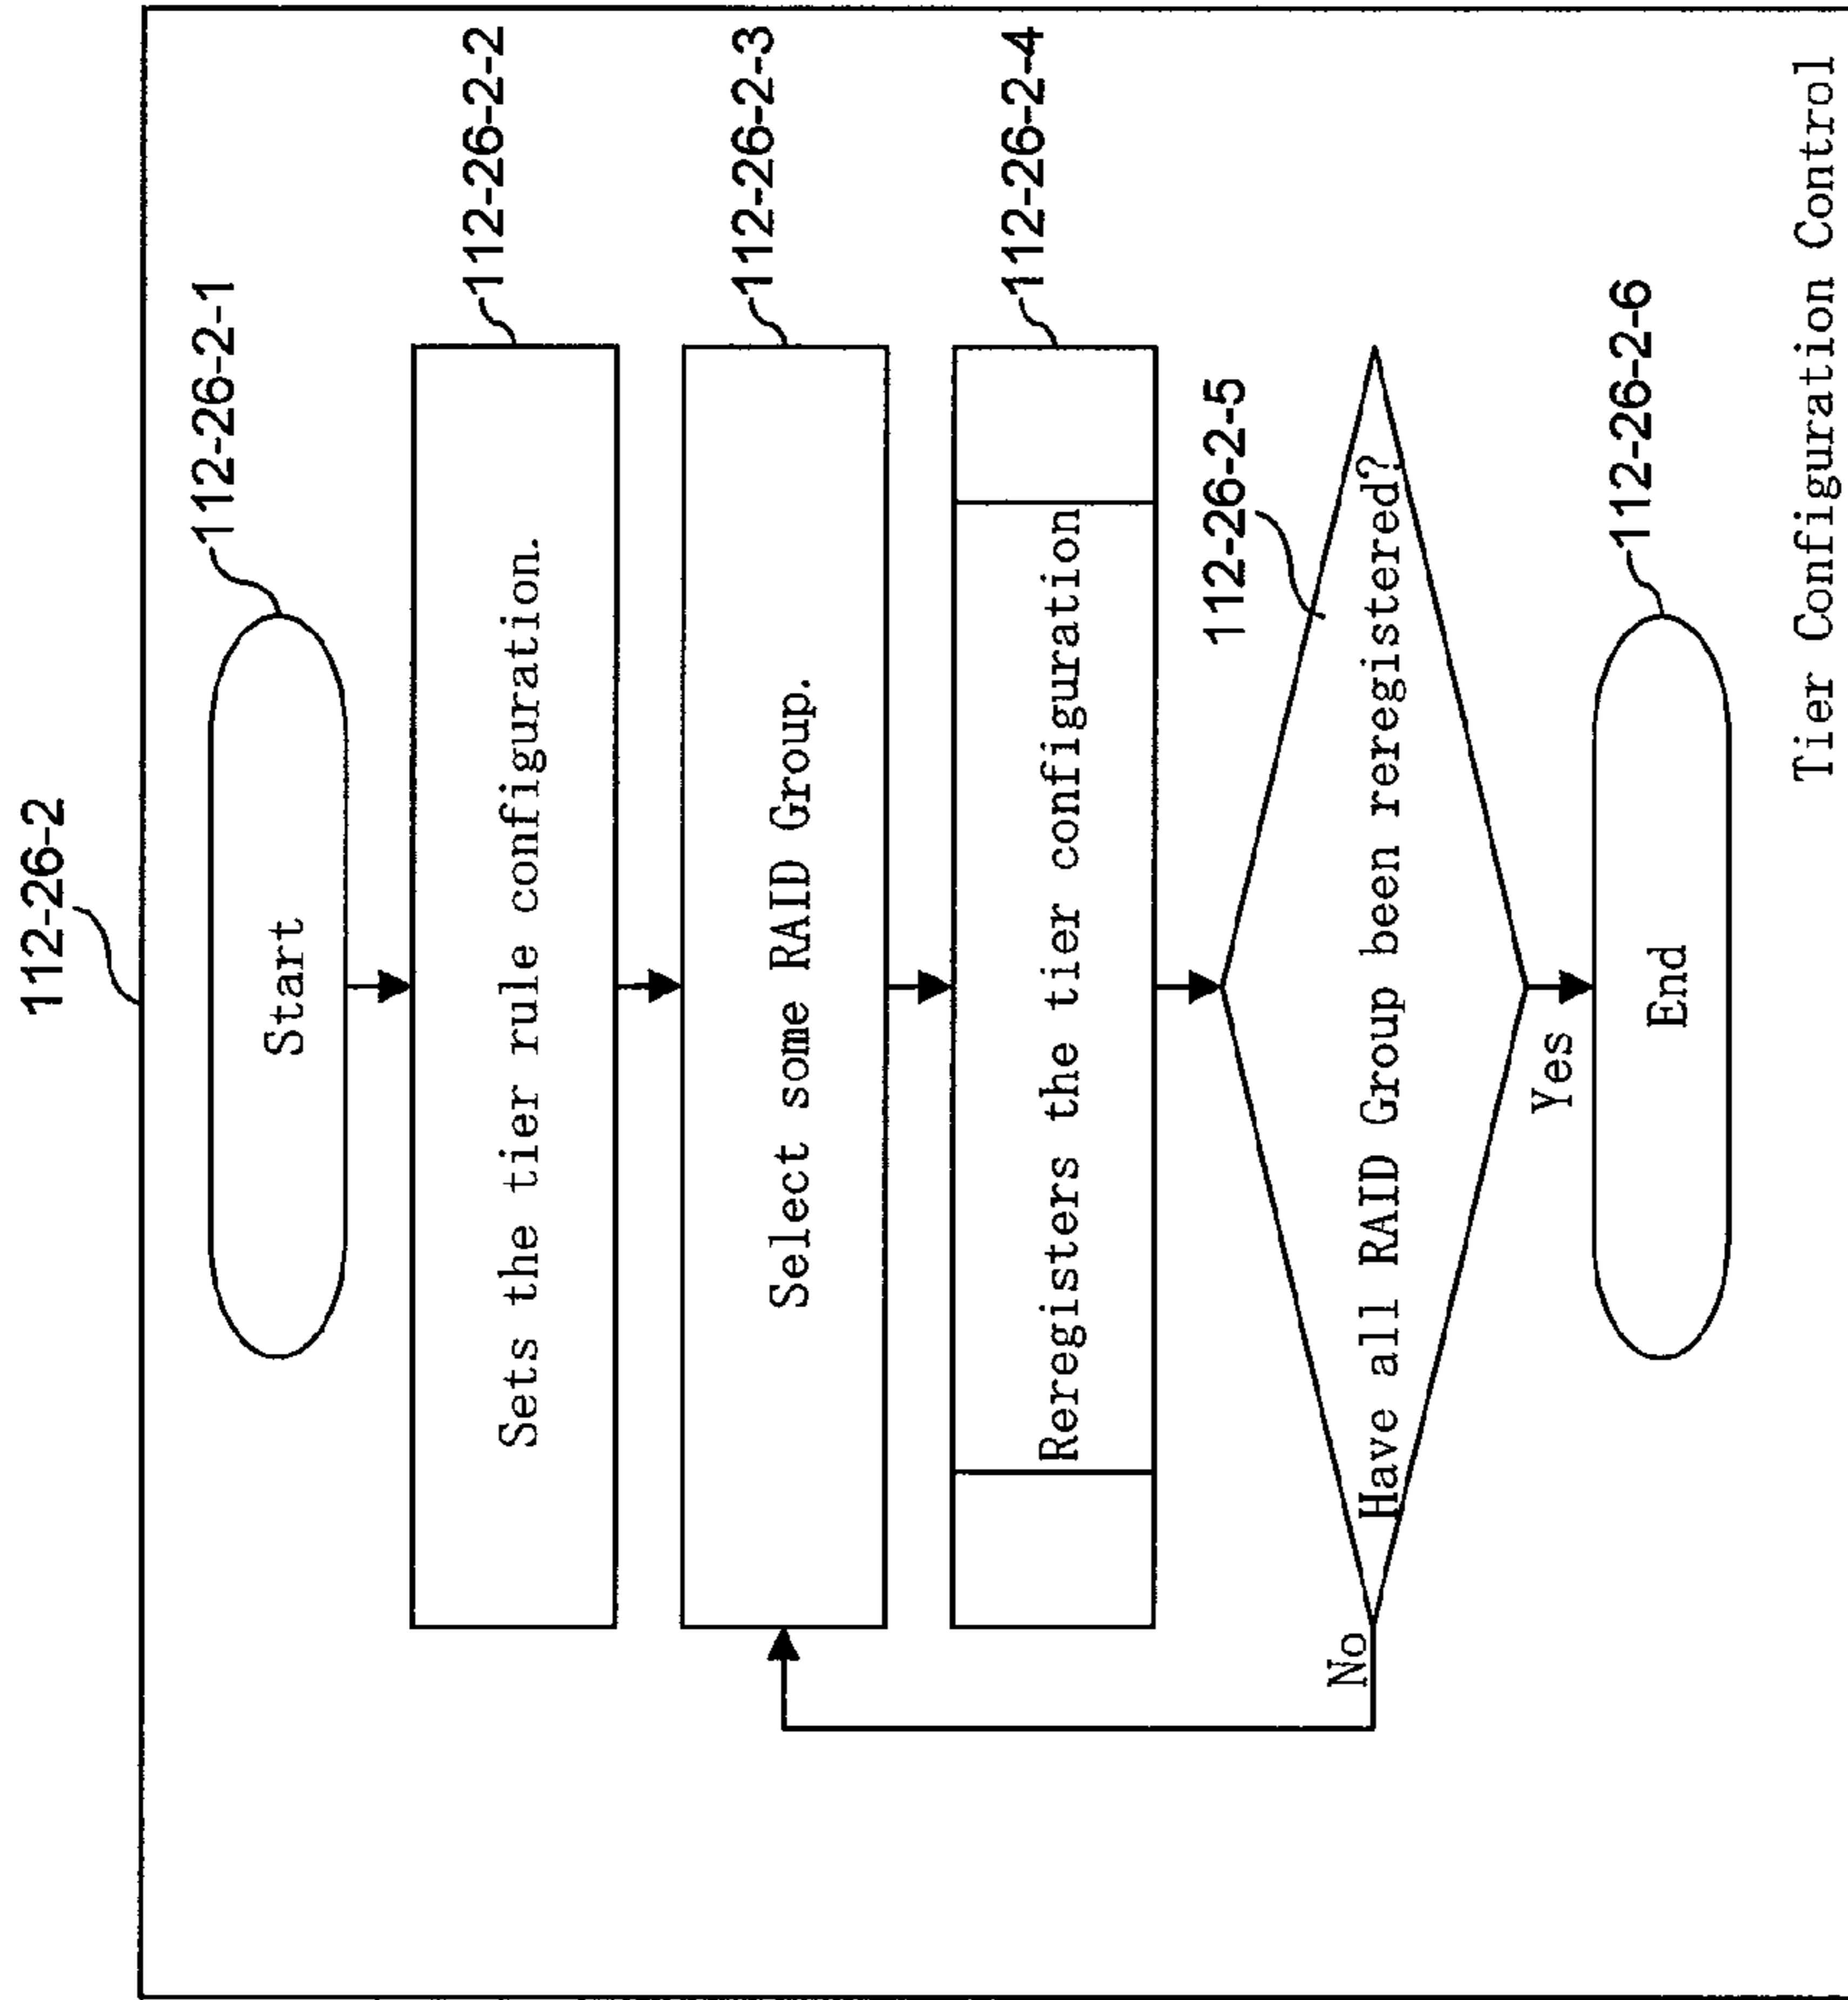 112-26-2
112-26-2-1
Start
112-26-2-2
Sets the tier rule configuration.
112-26-2-3
Select some RAID Group.
112-26-2-4
Reregisters the tier configuration
112-26-2-5
Have all RAID Group been reregistered?
No
Yes
112-26-2-6
End
Tier Configuration Control